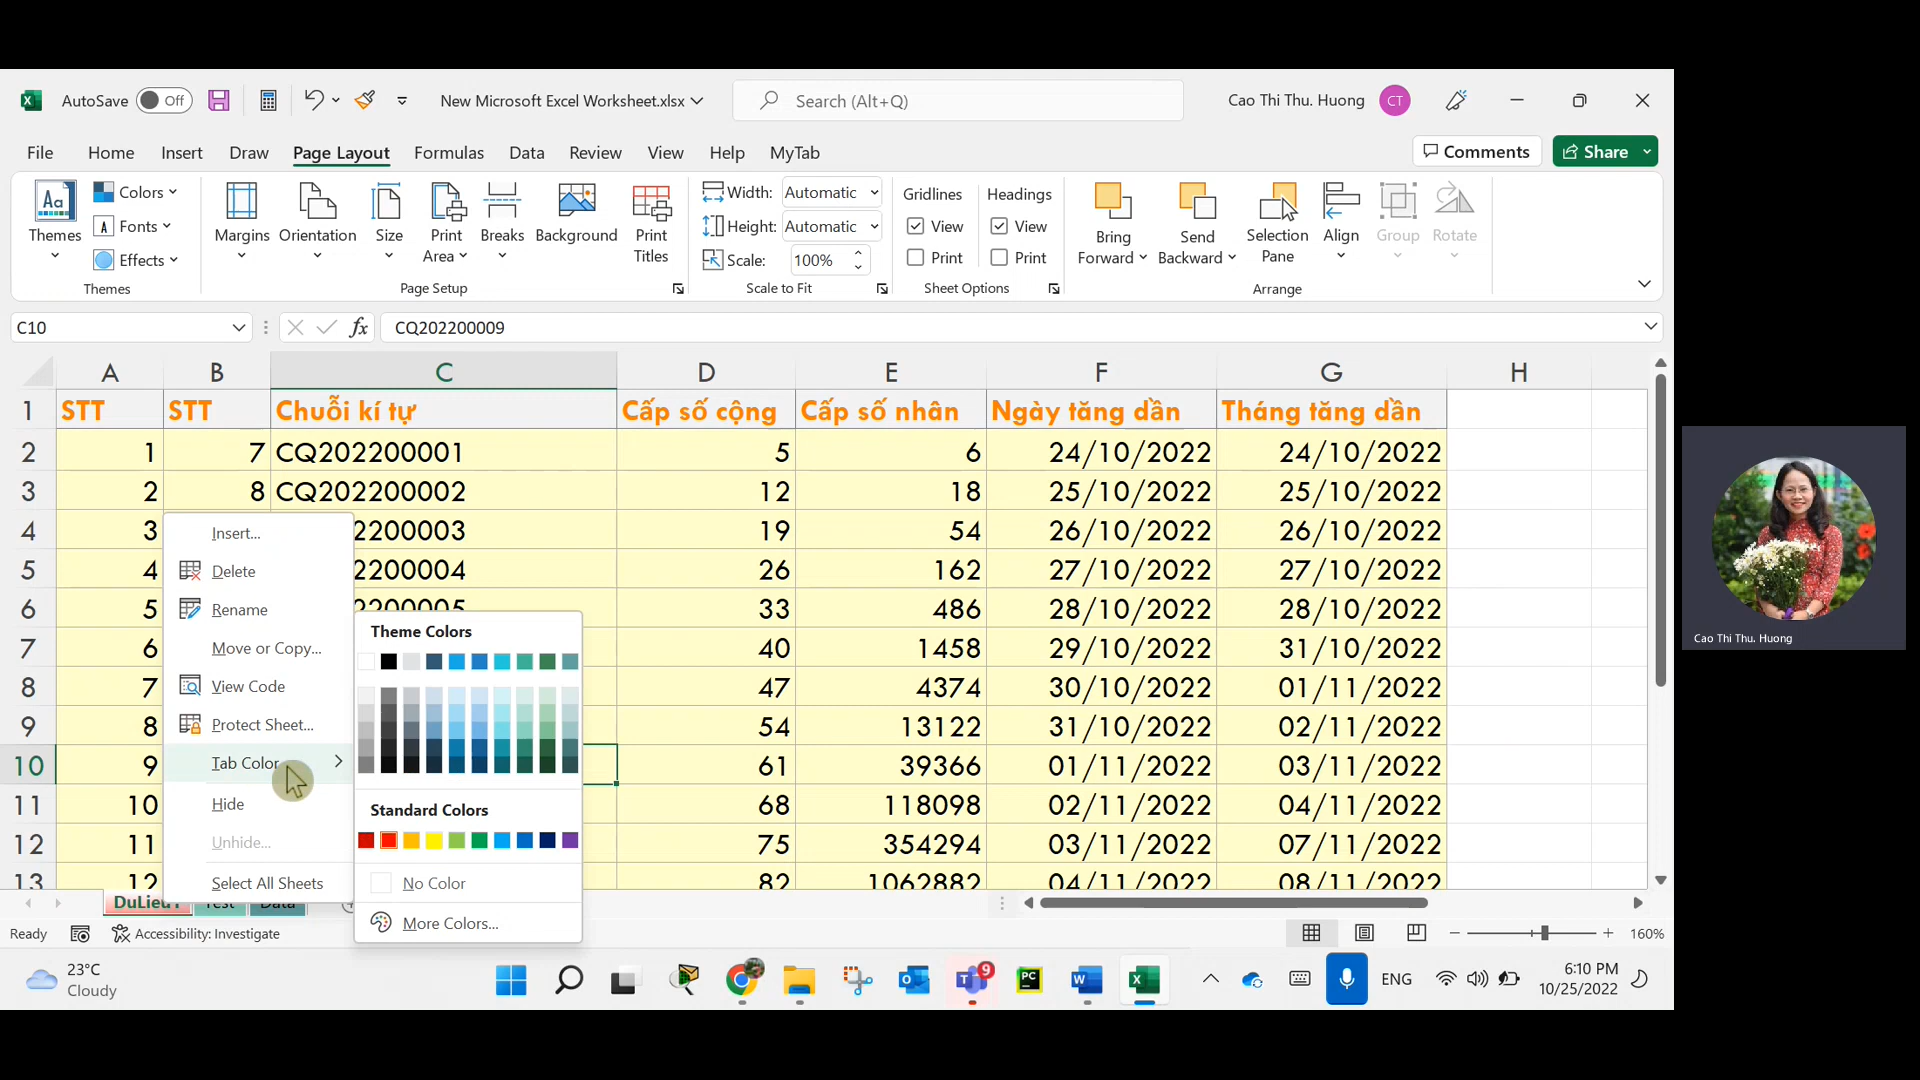 AutoSave Off New Microsoft Excel Worksheet.xlsx Search (Alt+Q) Cao Thi Thu. Huong CT
File Home Insert Draw Page Layout Formulas Data Review View Help MyTab Comments Share
Aa Themes
Colors
A Fonts
Effects
Themes
Margins Orientation Size Print Area Breaks Background Print Titles
Page Setup
Width: Automatic
Height: Automatic
Scale: 100%
Scale to Fit
Gridlines Headings
View View
Print Print
Sheet Options
Bring Forward Send Backward Selection Pane Align Group Rotate
Arrange
C10 fx CQ202200009
A B C D E F G H
1 STT STT Chuỗi kí tự Cấp số cộng Cấp số nhân Ngày tăng dần Tháng tăng dần
2 1 7 CQ202200001 5 6 24/10/2022 24/10/2022
3 2 8 CQ202200002 12 18 25/10/2022 25/10/2022
4 3 2200003 19 54 26/10/2022 26/10/2022
5 4 2200004 26 162 27/10/2022 27/10/2022
6 5 2200005 33 486 28/10/2022 28/10/2022
7 6 40 1458 29/10/2022 31/10/2022
8 7 47 4374 30/10/2022 01/11/2022
9 8 54 13122 31/10/2022 02/11/2022
10 9 61 39366 01/11/2022 03/11/2022
11 10 68 118098 02/11/2022 04/11/2022
12 11 75 354294 03/11/2022 07/11/2022
13 12 82 1062882 04/11/2022 08/11/2022
Insert...
Delete
Rename
Move or Copy...
View Code
Protect Sheet...
Tab Color
Hide
Unhide...
Select All Sheets
Theme Colors
Standard Colors
No Color
More Colors...
DuLieu1 Test Data
Ready Accessibility: Investigate 160%
23°C
Cloudy
9
PC
ENG
6:10 PM
10/25/2022
Cao Thi Thu. Huong